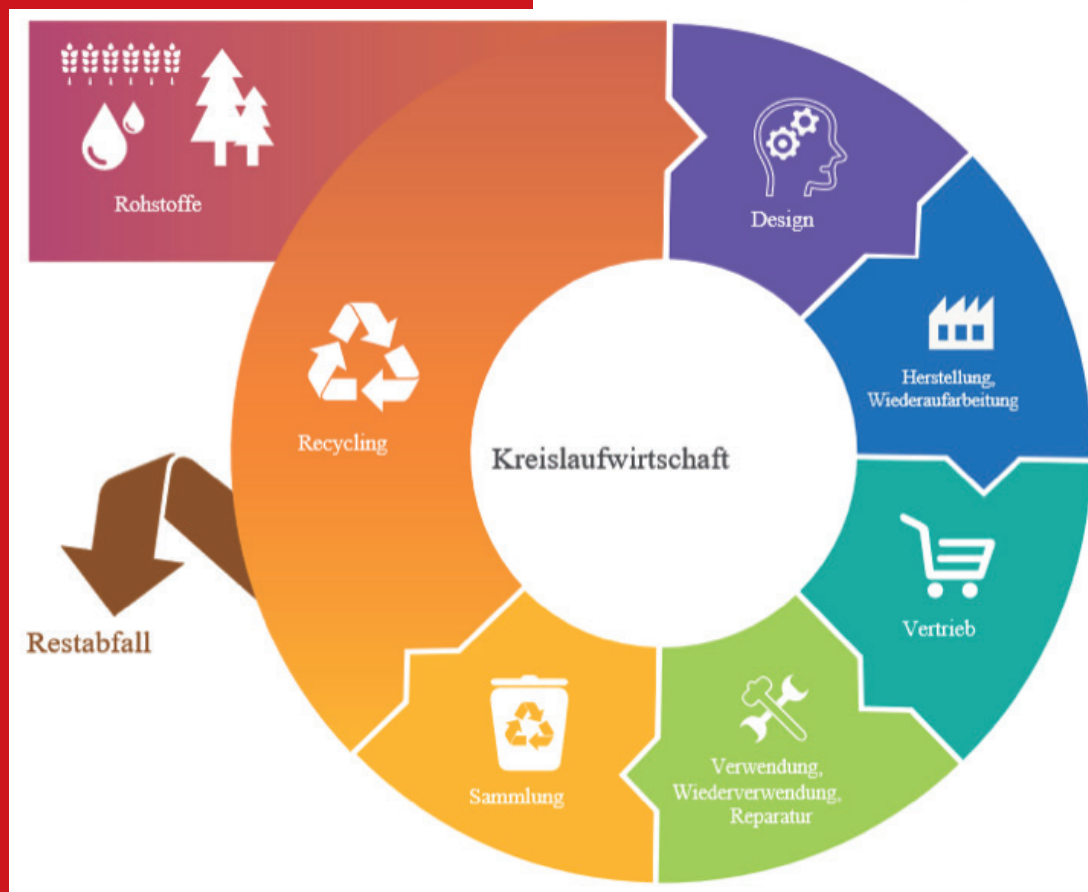 Rohstoffe
Design
Herstellung,
Wiederaufarbeitung
Recycling
Kreislaufwirtschaft
Vertrieb
Restabfall
Verwendung,
Wiederverwendung,
Reparatur
Sammlung